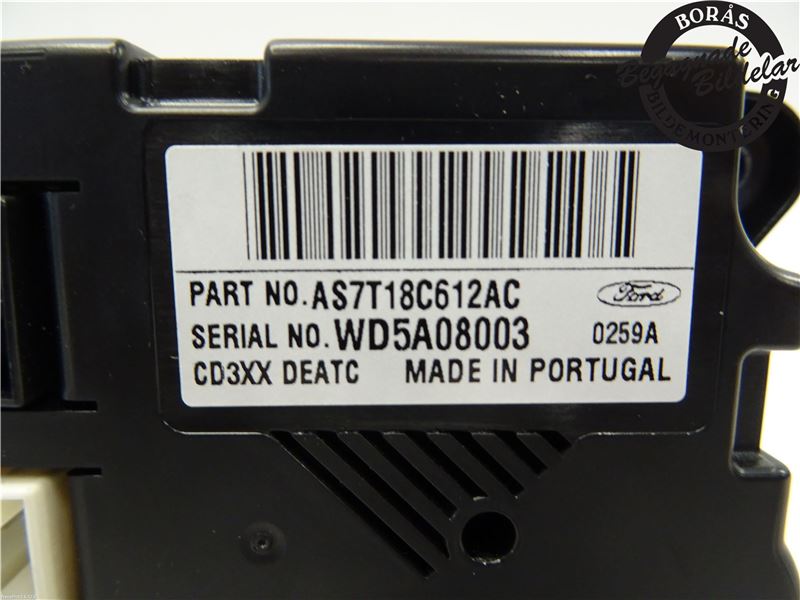 BORÅS
Begagnade
Bildelar
BILDEMONTERING
PART NO. AS7T18C612AC
Ford
SERIAL NO. WD5A08003 0259A
CD3XX DEATC MADE IN PORTUGAL